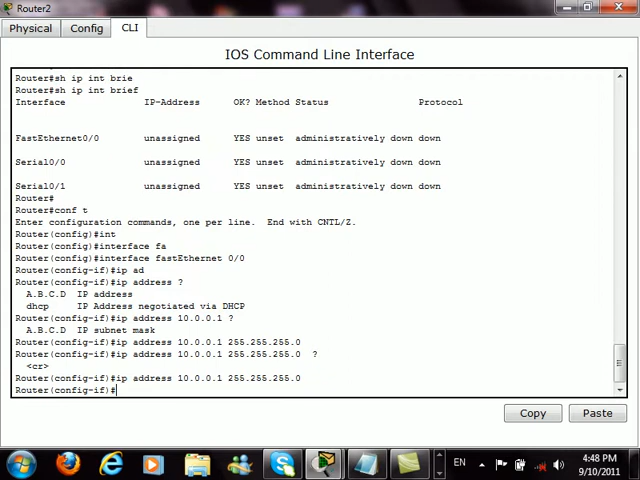 Router2
Physical Config CLI
IOS Command Line Interface
Router#sh ip int brie
Router#sh ip int brief
Interface IP-Address OK? Method Status Protocol
FastEthernet0/0 unassigned YES unset administratively down down
Serial0/0 unassigned YES unset administratively down down
Serial0/1 unassigned YES unset administratively down down
Router#
Router#conf t
Enter configuration commands, one per line. End with CNTL/Z.
Router(config)#int
Router(config)#interface fa
Router(config)#interface fastEthernet 0/0
Router(config-if)#ip ad
Router(config-if)#ip address ?
A.B.C.D IP address
dhcp IP Address negotiated via DHCP
Router(config-if)#ip address 10.0.0.1 ?
A.B.C.D IP subnet mask
Router(config-if)#ip address 10.0.0.1 255.255.255.0
Router(config-if)#ip address 10.0.0.1 255.255.255.0 ?
<cr>
Router(config-if)#ip address 10.0.0.1 255.255.255.0
Router(config-if)#
Copy Paste
EN 4:48 PM
9/10/2011